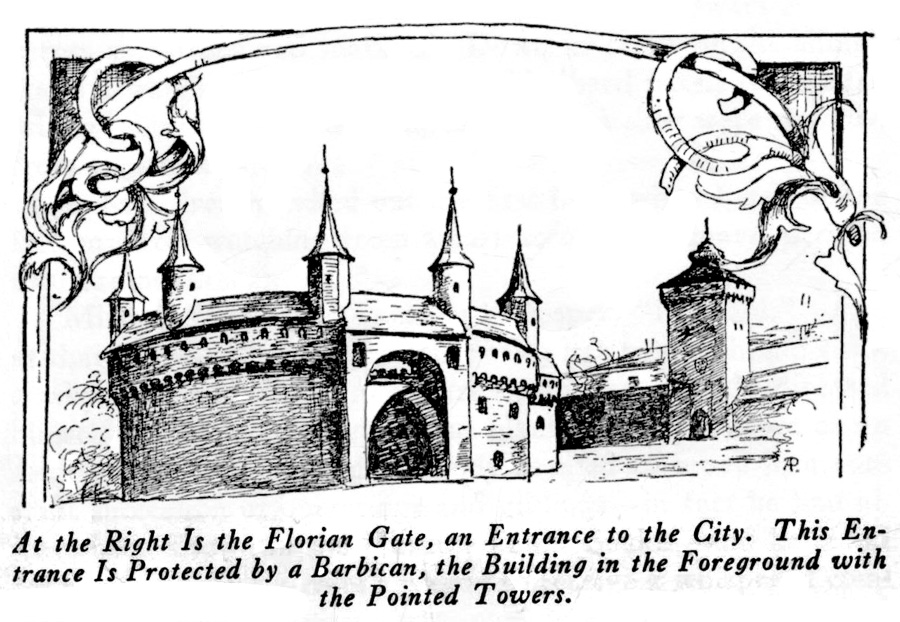 AP
At the Right Is the Florian Gate, an Entrance to the City. This En-
trance Is Protected by a Barbican, the Building in the Foreground with
the Pointed Towers.